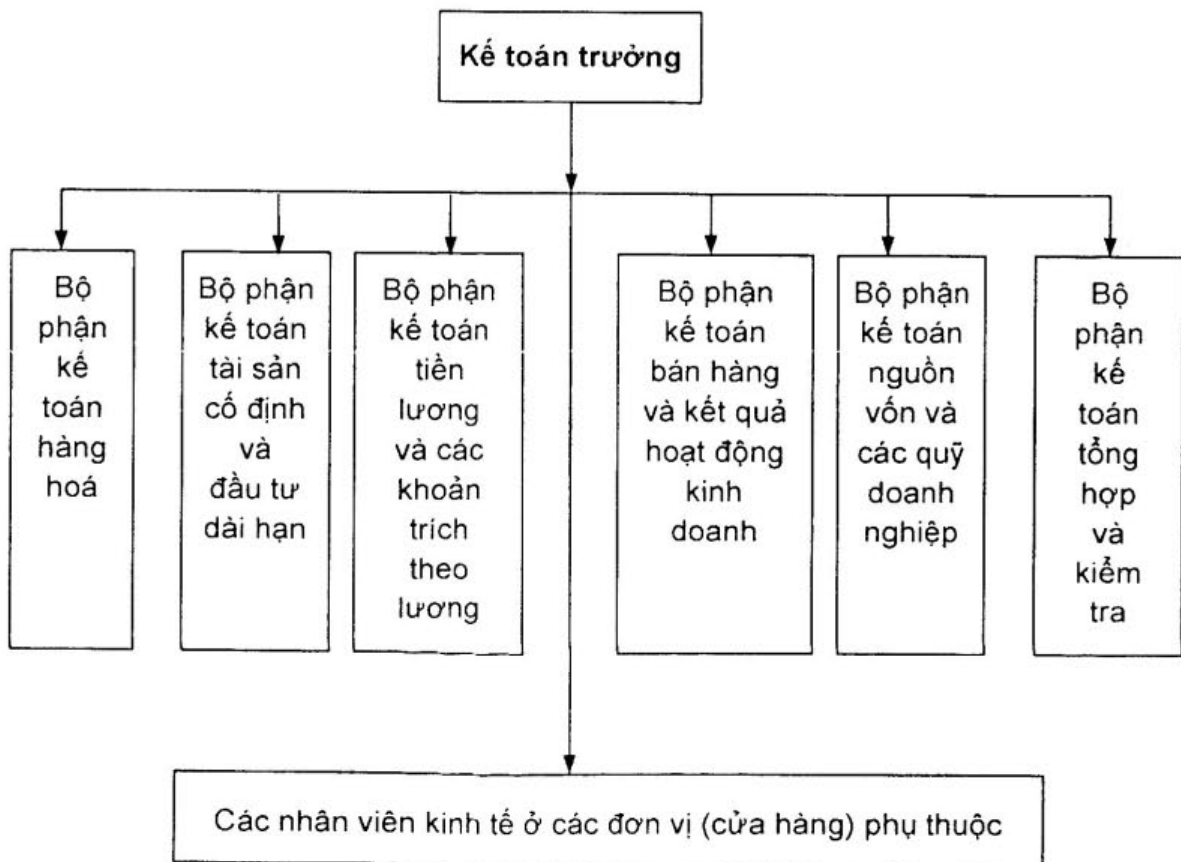 Kế toán trưởng
Bộ
phận
kế
toán
hàng
hoá
Bộ phận
kế toán
tài sản
cố định
và
đầu tư
dài hạn
Bộ phận
kế toán
tiền
lương
và các
khoản
trích
theo
lương
Bộ phận
kế toán
bán hàng
và kết quả
hoạt động
kinh
doanh
Bộ phận
kế toán
nguồn
vốn và
các quỹ
doanh
nghiệp
Bộ
phận
kế
toán
tổng
hợp
và
kiểm
tra
Các nhân viên kinh tế ở các đơn vị (cửa hàng) phụ thuộc